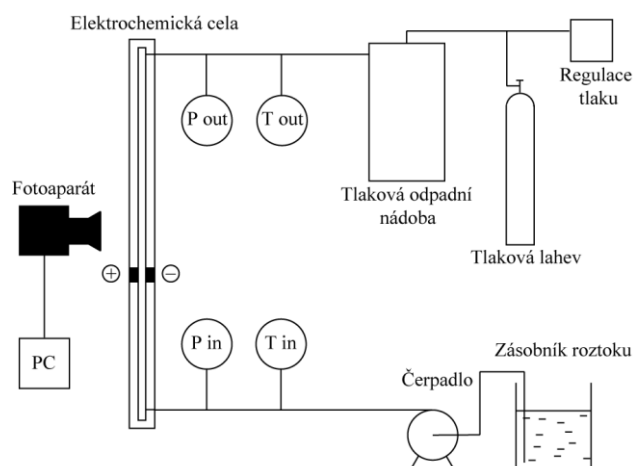 Elektrochemická cela
P out
T out
Regulace
tlaku
Tlaková odpadní
nádoba
Tlaková lahev
Fotoaparát
+
−
PC
P in
T in
Čerpadlo
Zásobník roztoku